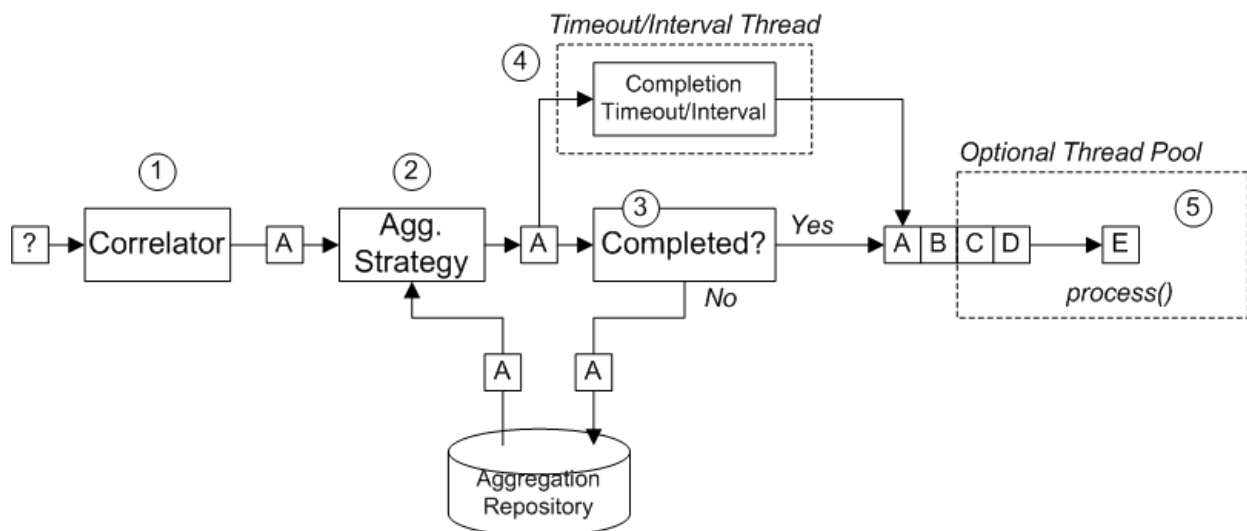 Timeout/Interval Thread
4
Completion
Timeout/Interval
Optional Thread Pool
1
2
3
5
?
Correlator
A
Agg.
Strategy
A
Completed?
Yes
A B C D
E
No
process()
A
A
Aggregation
Repository